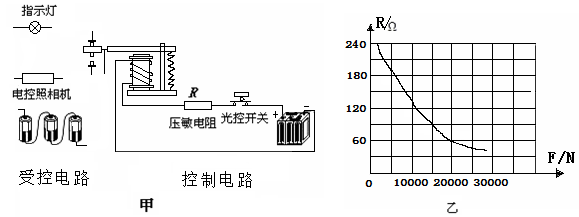 指示灯
电控照相机
受控电路
R
压敏电阻
光控开关
+
控制电路
甲
R/Ω
240
180
120
60
0
10000
20000
30000
F/N
乙